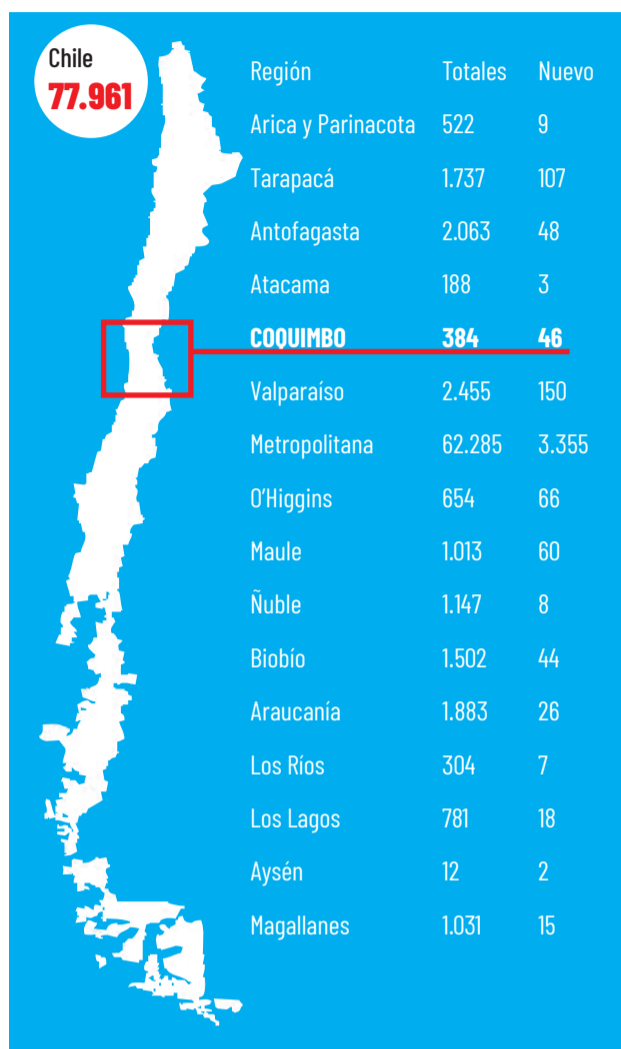 Chile
77.961
Región Totales Nuevo
Arica y Parinacota 522 9
Tarapacá 1.737 107
Antofagasta 2.063 48
Atacama 188 3
COQUIMBO 384 46
Valparaíso 2.455 150
Metropolitana 62.285 3.355
O'Higgins 654 66
Maule 1.013 60
Ñuble 1.147 8
Biobío 1.502 44
Araucanía 1.883 26
Los Ríos 304 7
Los Lagos 781 18
Aysén 12 2
Magallanes 1.031 15